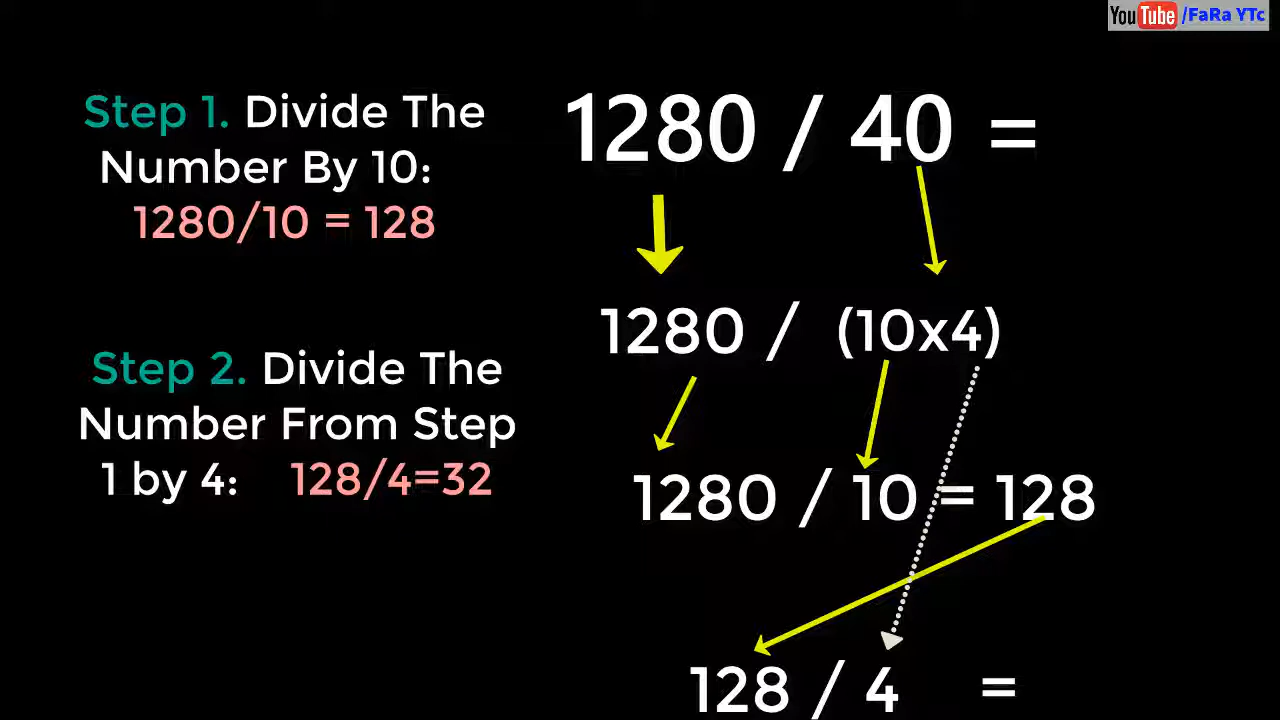 YouTube /FaRa YTc
Step 1. Divide The
Number By 10:
1280/10 = 128
Step 2. Divide The
Number From Step
1 by 4: 128/4=32
1280 / 40 =
1280 / (10x4)
1280 / 10 = 128
128 / 4 =